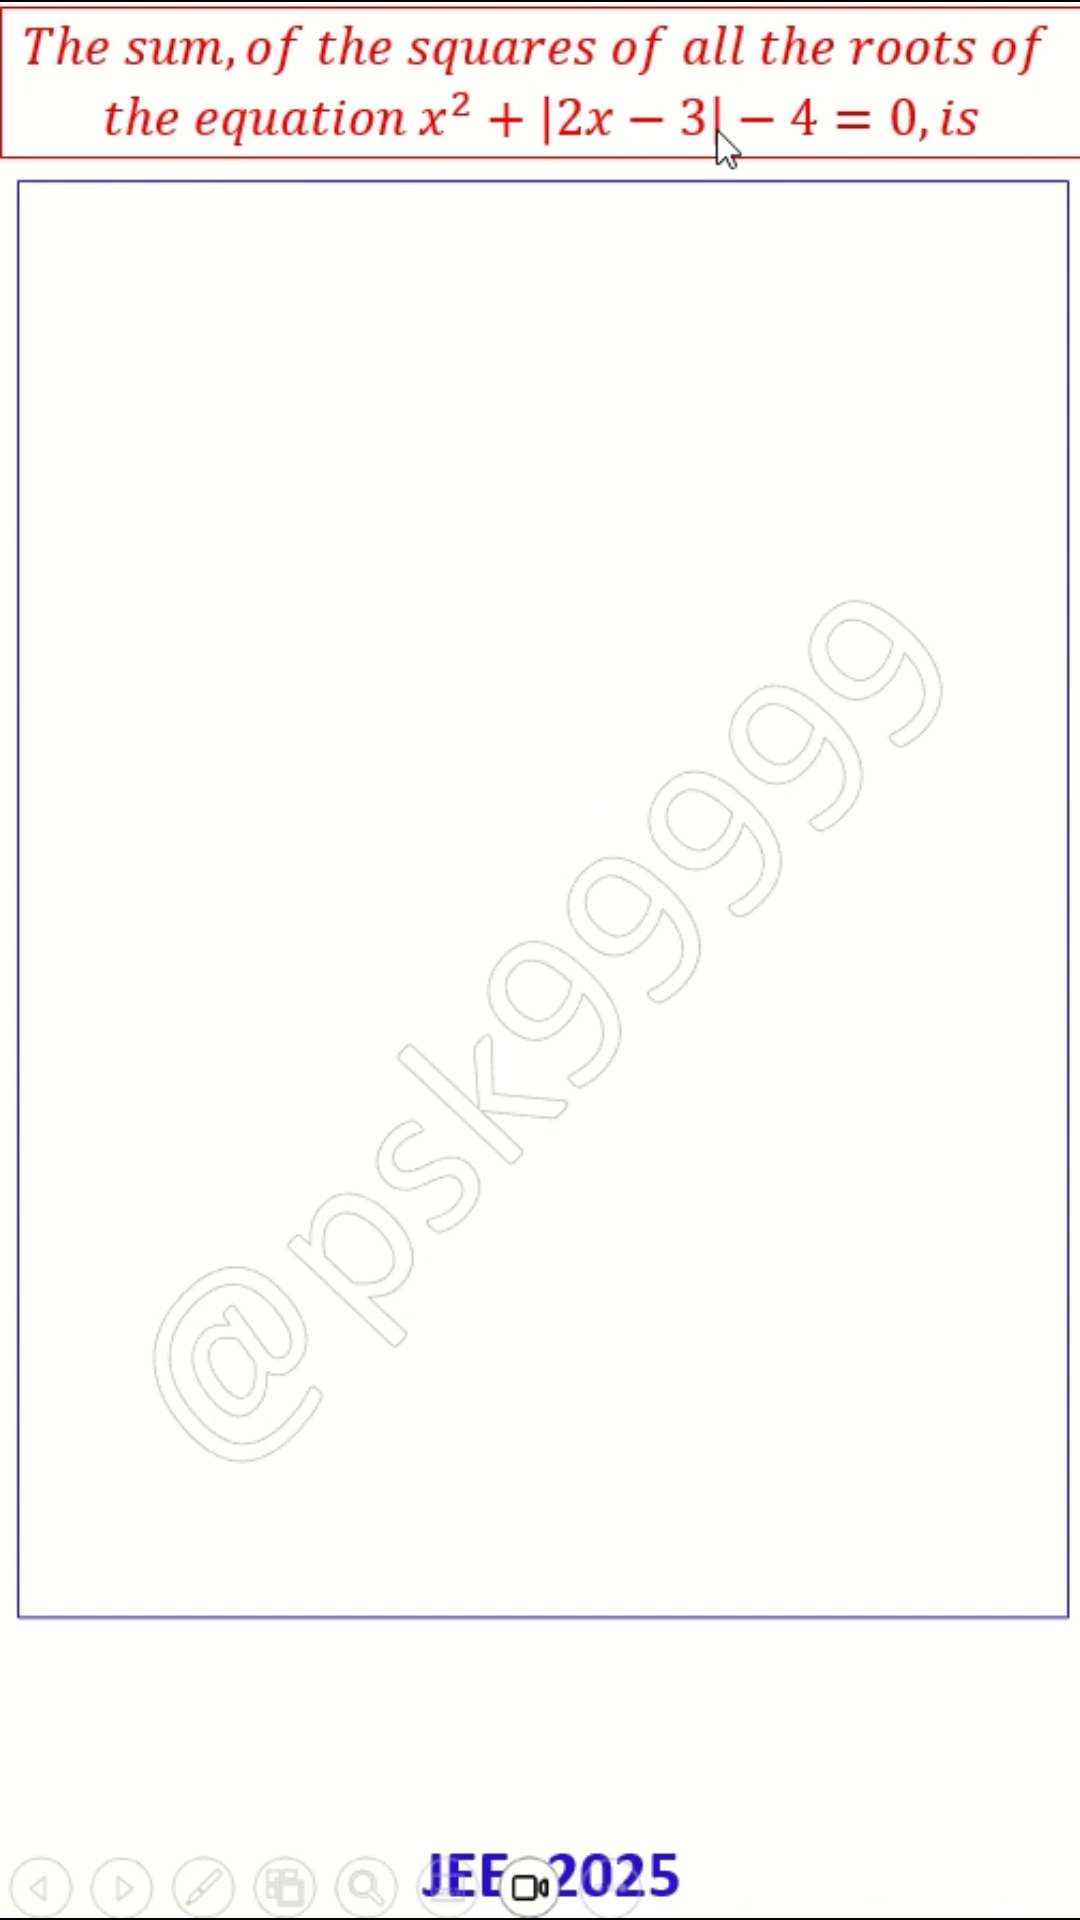 The sum, of the squares of all the roots of
the equation x² + |2x − 3| − 4 = 0, is
@psk9999
JEE 2025